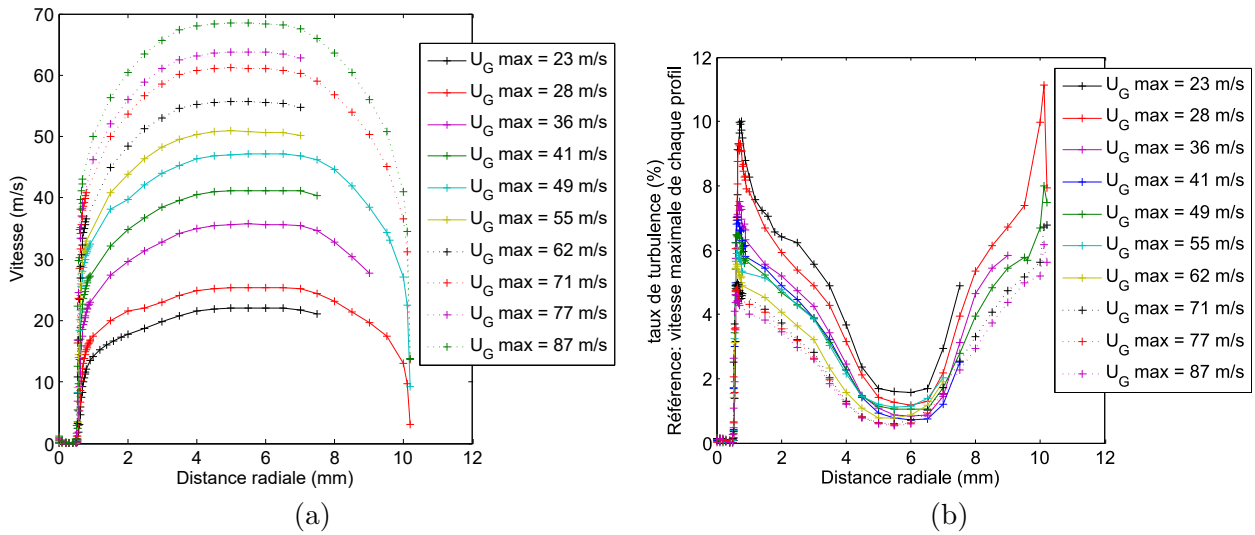 70
60
50
40
30
20
10
0
Vitesse (m/s)
0 2 4 6 8 10 12
Distance radiale (mm)
U_G max = 23 m/s
U_G max = 28 m/s
U_G max = 36 m/s
U_G max = 41 m/s
U_G max = 49 m/s
U_G max = 55 m/s
U_G max = 62 m/s
U_G max = 71 m/s
U_G max = 77 m/s
U_G max = 87 m/s
(a)
12
10
8
6
4
2
0
taux de turbulence (%)
Réference: vitesse maximale de chaque profil
0 2 4 6 8 10 12
Distance radiale (mm)
U_G max = 23 m/s
U_G max = 28 m/s
U_G max = 36 m/s
U_G max = 41 m/s
U_G max = 49 m/s
U_G max = 55 m/s
U_G max = 62 m/s
U_G max = 71 m/s
U_G max = 77 m/s
U_G max = 87 m/s
(b)